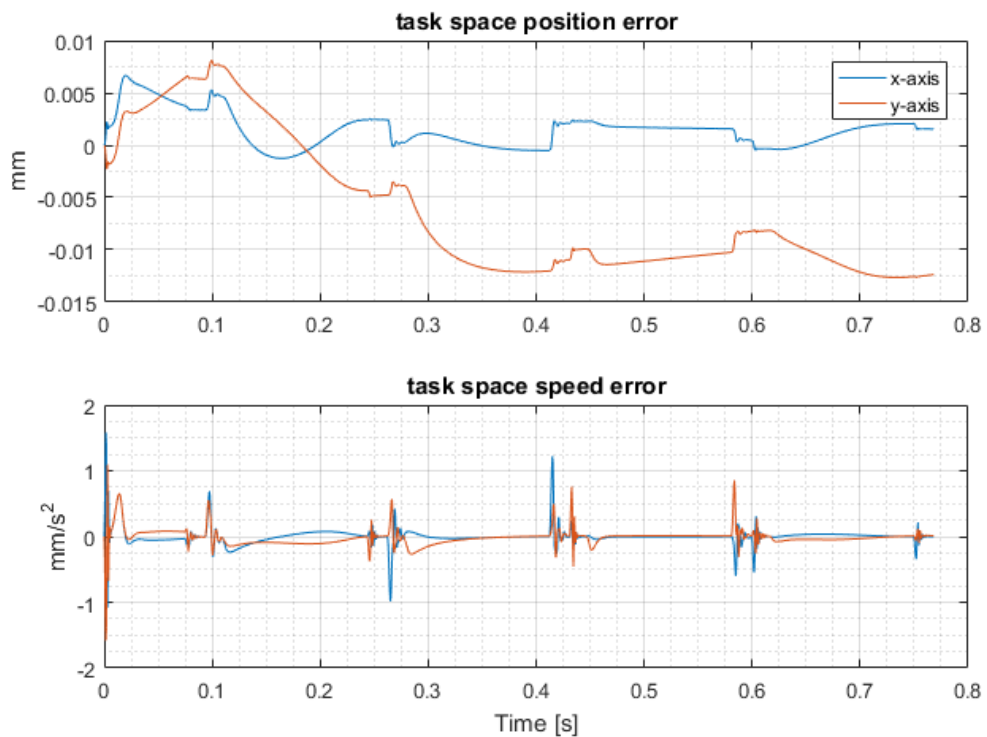 task space position error
0.01
0.005
0
-0.005
-0.01
-0.015
mm
x-axis
y-axis
0 0.1 0.2 0.3 0.4 0.5 0.6 0.7 0.8
task space speed error
2
1
0
-1
-2
mm/s²
0 0.1 0.2 0.3 0.4 0.5 0.6 0.7 0.8
Time [s]